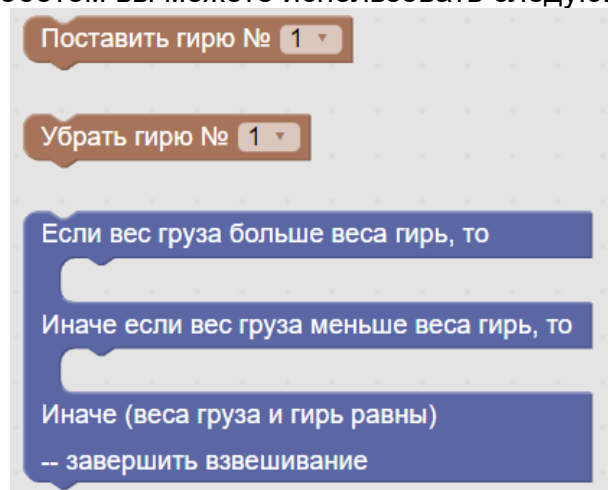 Поставить гирю № 1
Убрать гирю № 1
Если вес груза больше веса гирь, то
Иначе если вес груза меньше веса гирь, то
Иначе (веса груза и гирь равны)
-- завершить взвешивание